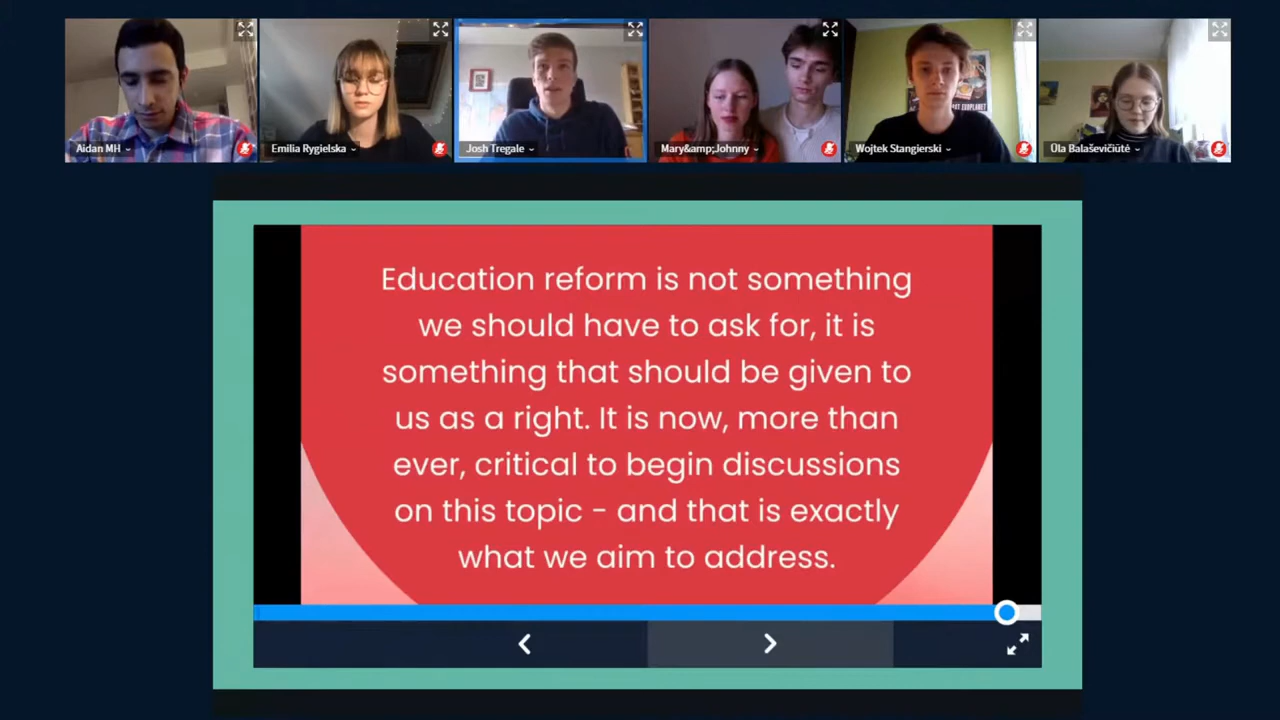 Aidan MH
Emilia Rygielska
Josh Tregale
Mary&amp;Johnny
Wojtek Stangierski
Ūla Balaševičiūtė
Education reform is not something
we should have to ask for, it is
something that should be given to
us as a right. It is now, more than
ever, critical to begin discussions
on this topic - and that is exactly
what we aim to address.